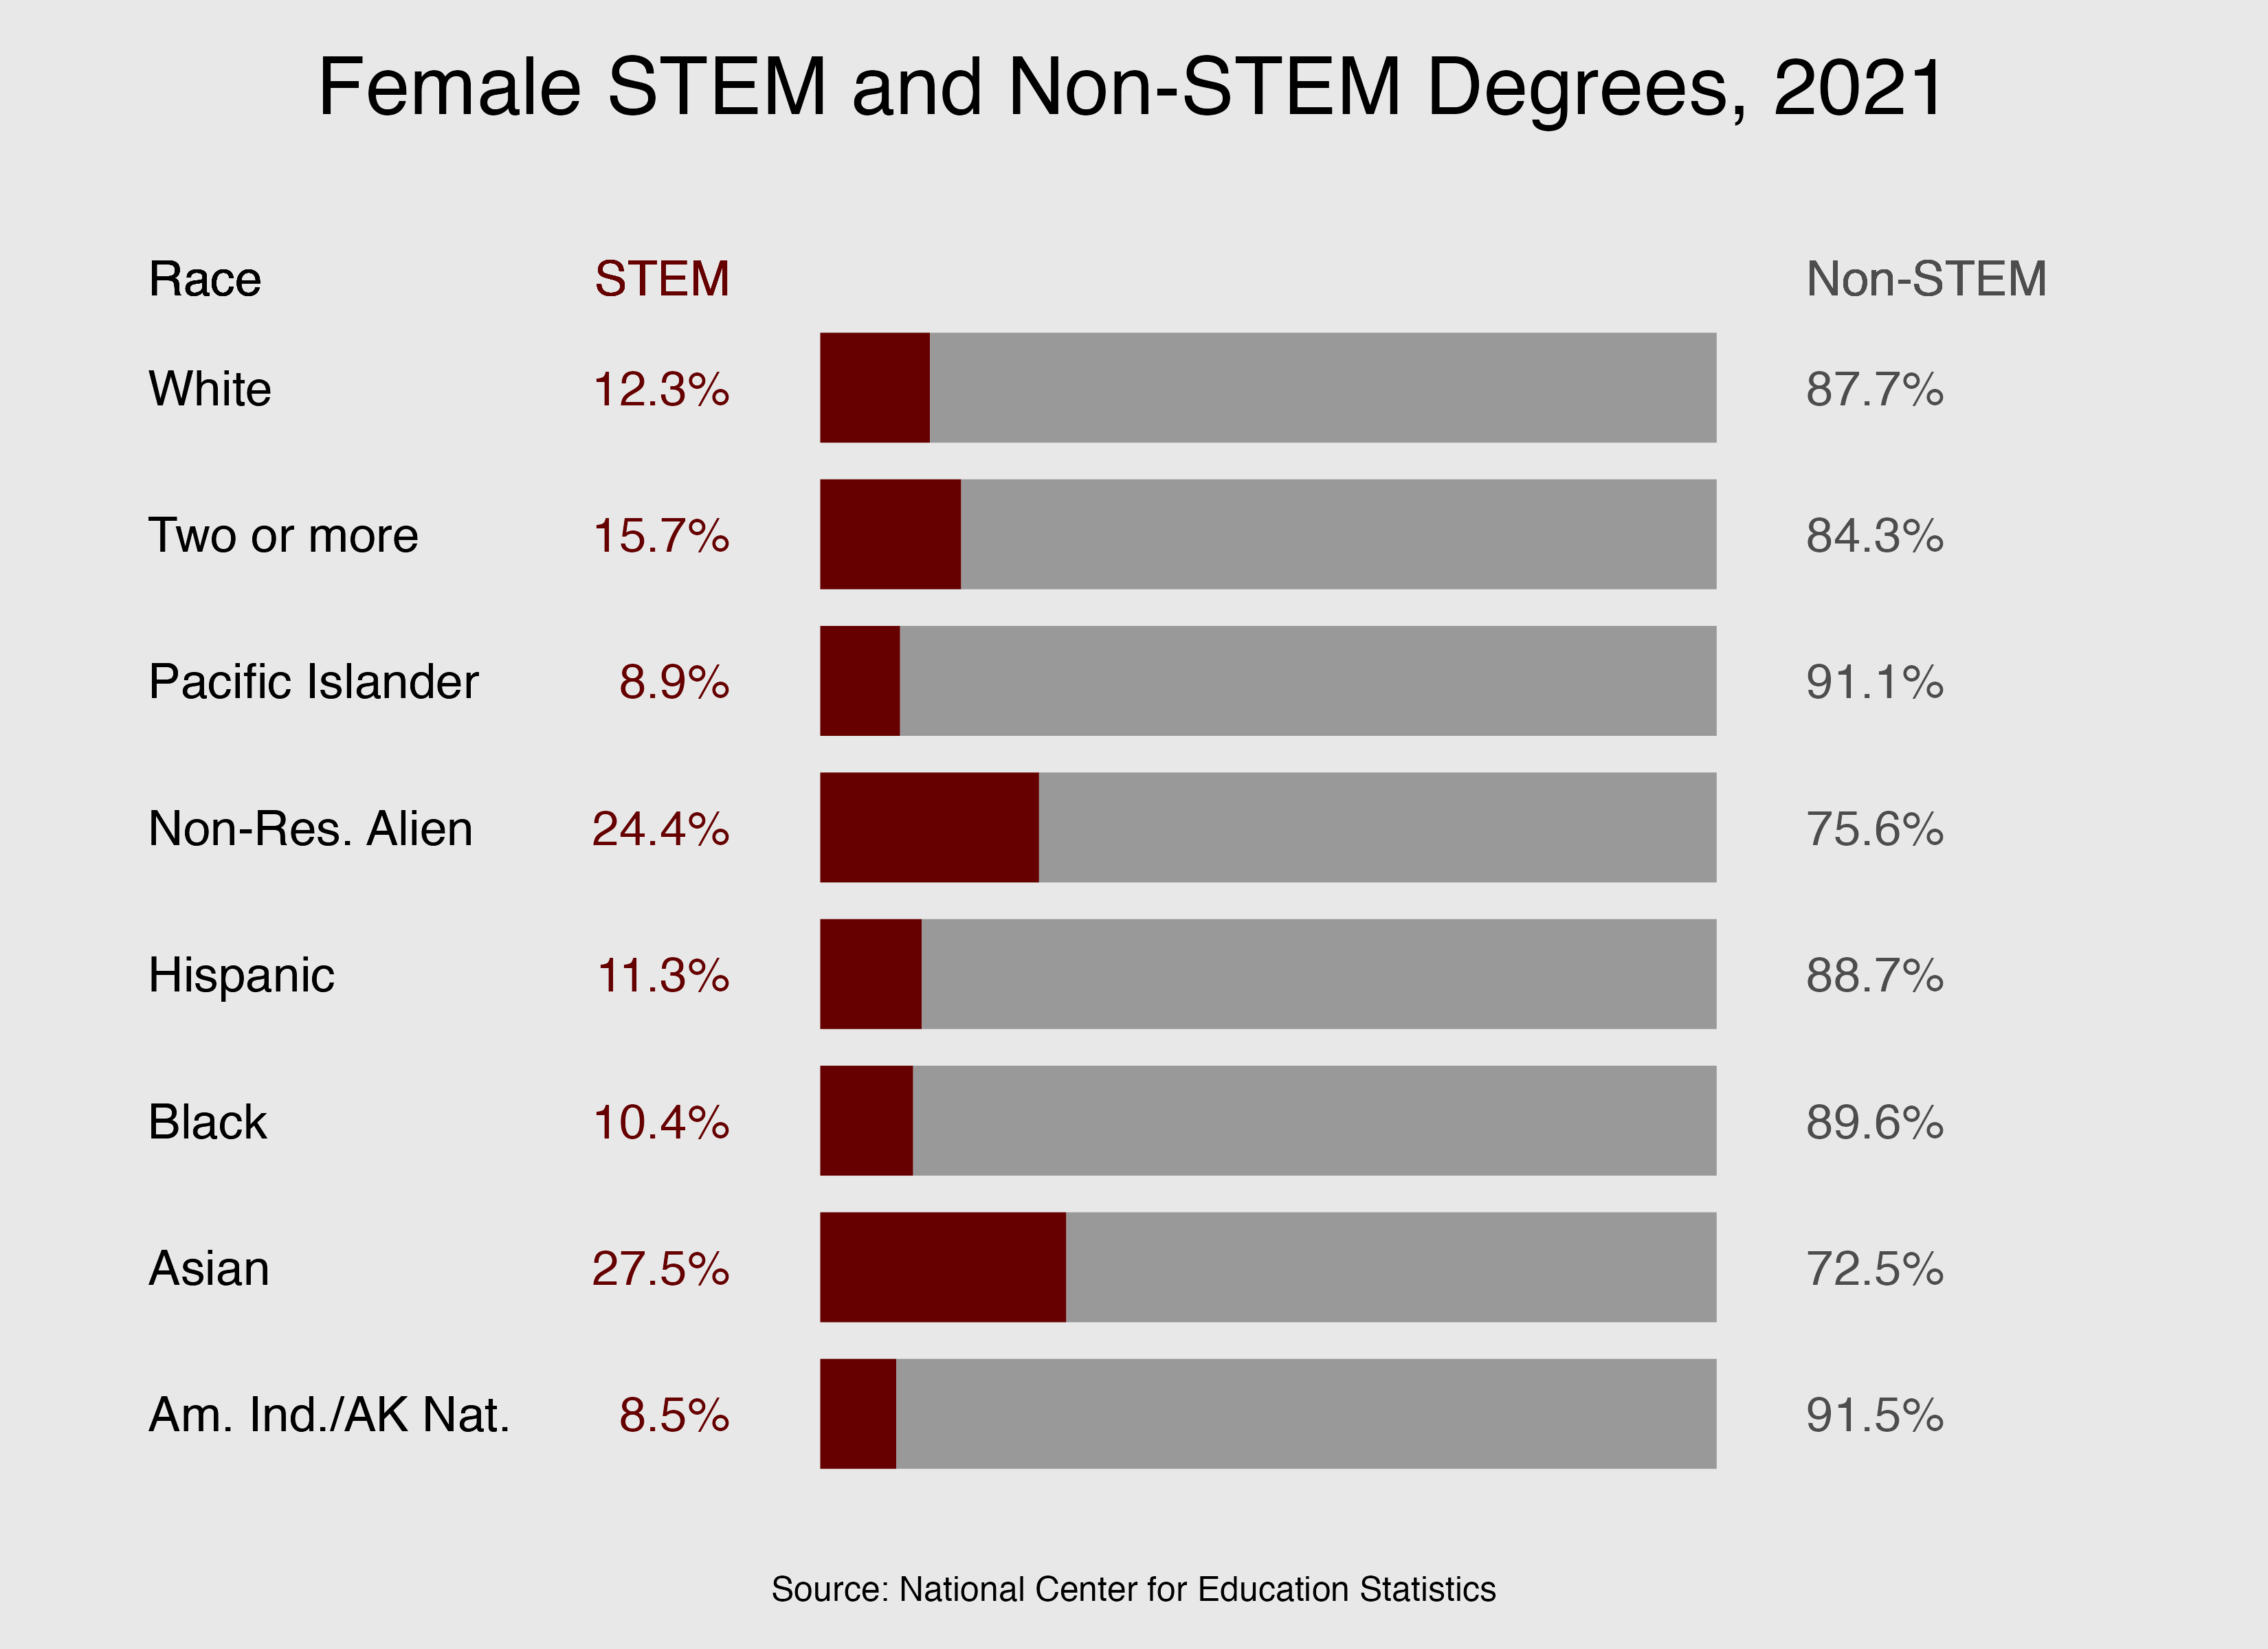 Female STEM and Non-STEM Degrees, 2021
Race STEM Non-STEM
White 12.3% 87.7%
Two or more 15.7% 84.3%
Pacific Islander 8.9% 91.1%
Non-Res. Alien 24.4% 75.6%
Hispanic 11.3% 88.7%
Black 10.4% 89.6%
Asian 27.5% 72.5%
Am. Ind./AK Nat. 8.5% 91.5%
Source: National Center for Education Statistics